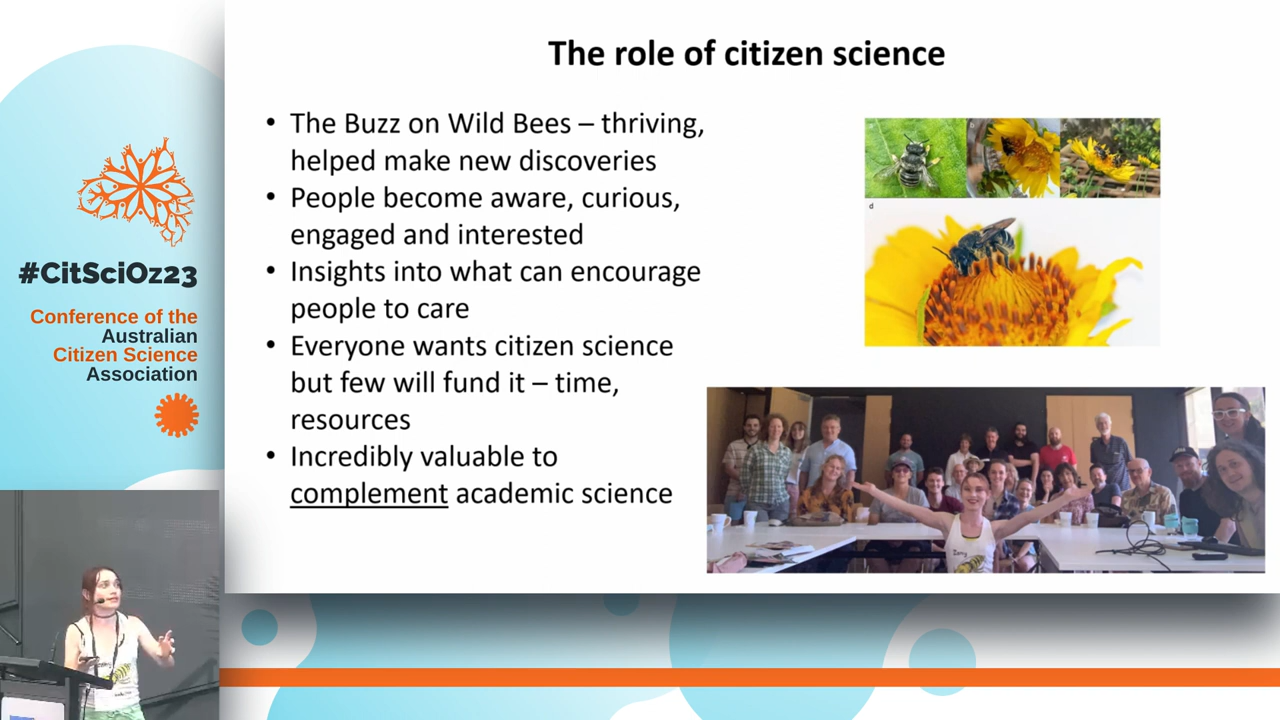 The role of citizen science
• The Buzz on Wild Bees – thriving,
helped make new discoveries
• People become aware, curious,
engaged and interested
• Insights into what can encourage
people to care
• Everyone wants citizen science
but few will fund it – time,
resources
• Incredibly valuable to
complement academic science
d
#CitSciOz23
Conference of the
Australian
Citizen Science
Association